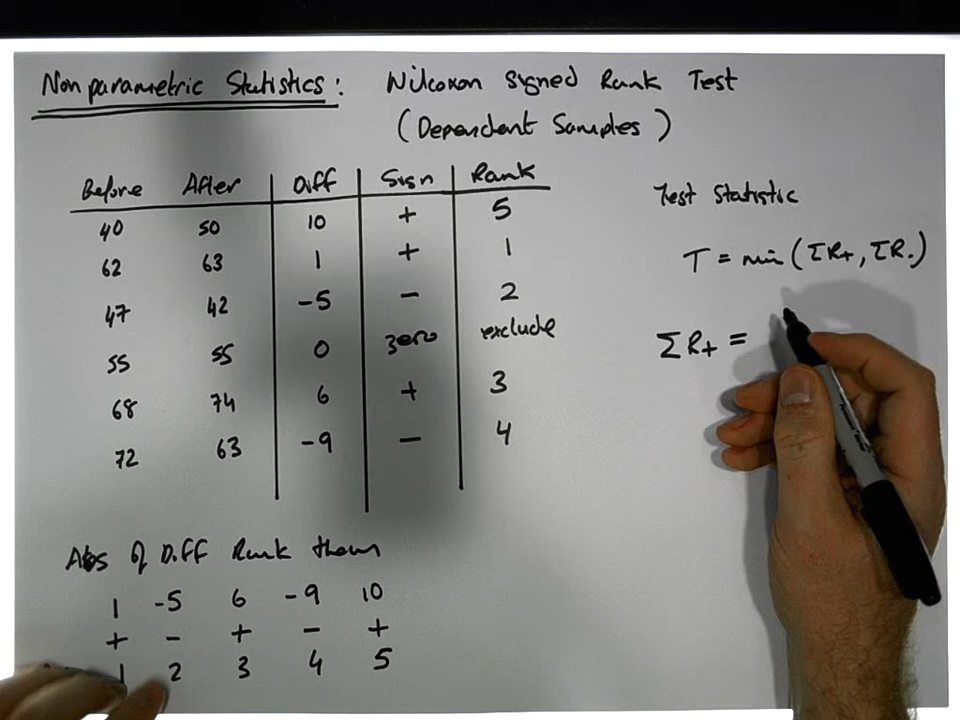 Nonparametric Statistics: Wilcoxon Signed Rank Test
(Dependent Samples)
Before After Diff Sign Rank
40 50 10 + 5
62 63 1 + 1
47 42 -5 - 2
55 55 0 zero exclude
68 74 6 + 3
72 63 -9 - 4
Test Statistic
T = min (ΣR+, ΣR-)
ΣR+ =
Abs of Diff Rank them
1 -5 6 -9 10
+ - + - +
1 2 3 4 5